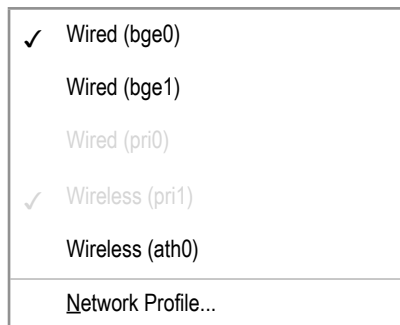 Wired (bge0)
Wired (bge1)
Wired (pri0)
Wireless (pri1)
Wireless (ath0)
Network Profile...